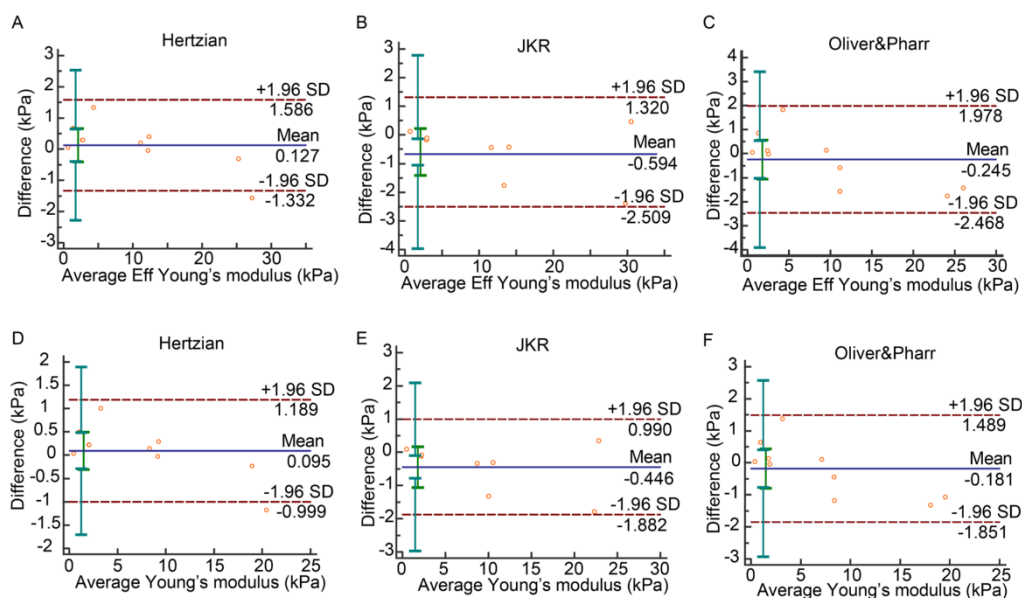 A
Hertzian
Difference (kPa)
3
2
1
0
-1
-2
-3
+1.96 SD
1.586
Mean
0.127
-1.96 SD
-1.332
0 5 10 15 20 25 30
Average Eff Young's modulus (kPa)
B
JKR
Difference (kPa)
3
2
1
0
-1
-2
-3
-4
+1.96 SD
1.320
Mean
-0.594
-1.96 SD
-2.509
0 5 10 15 20 25 30 35
Average Eff Young's modulus (kPa)
C
Oliver&Pharr
Difference (kPa)
4
3
2
1
0
-1
-2
-3
-4
+1.96 SD
1.978
Mean
-0.245
-1.96 SD
-2.468
0 5 10 15 20 25 30
Average Eff Young's modulus (kPa)
D
Hertzian
Difference (kPa)
2
1.5
1
0.5
0
-0.5
-1
-1.5
-2
+1.96 SD
1.189
Mean
0.095
-1.96 SD
-0.999
0 5 10 15 20 25
Average Young's modulus (kPa)
E
JKR
Difference (kPa)
3
2
1
0
-1
-2
-3
+1.96 SD
0.990
Mean
-0.446
-1.96 SD
-1.882
0 5 10 15 20 25 30
Average Young's modulus (kPa)
F
Oliver&Pharr
Difference (kPa)
3
2
1
0
-1
-2
-3
+1.96 SD
1.489
Mean
-0.181
-1.96 SD
-1.851
0 5 10 15 20 25
Average Young's modulus (kPa)